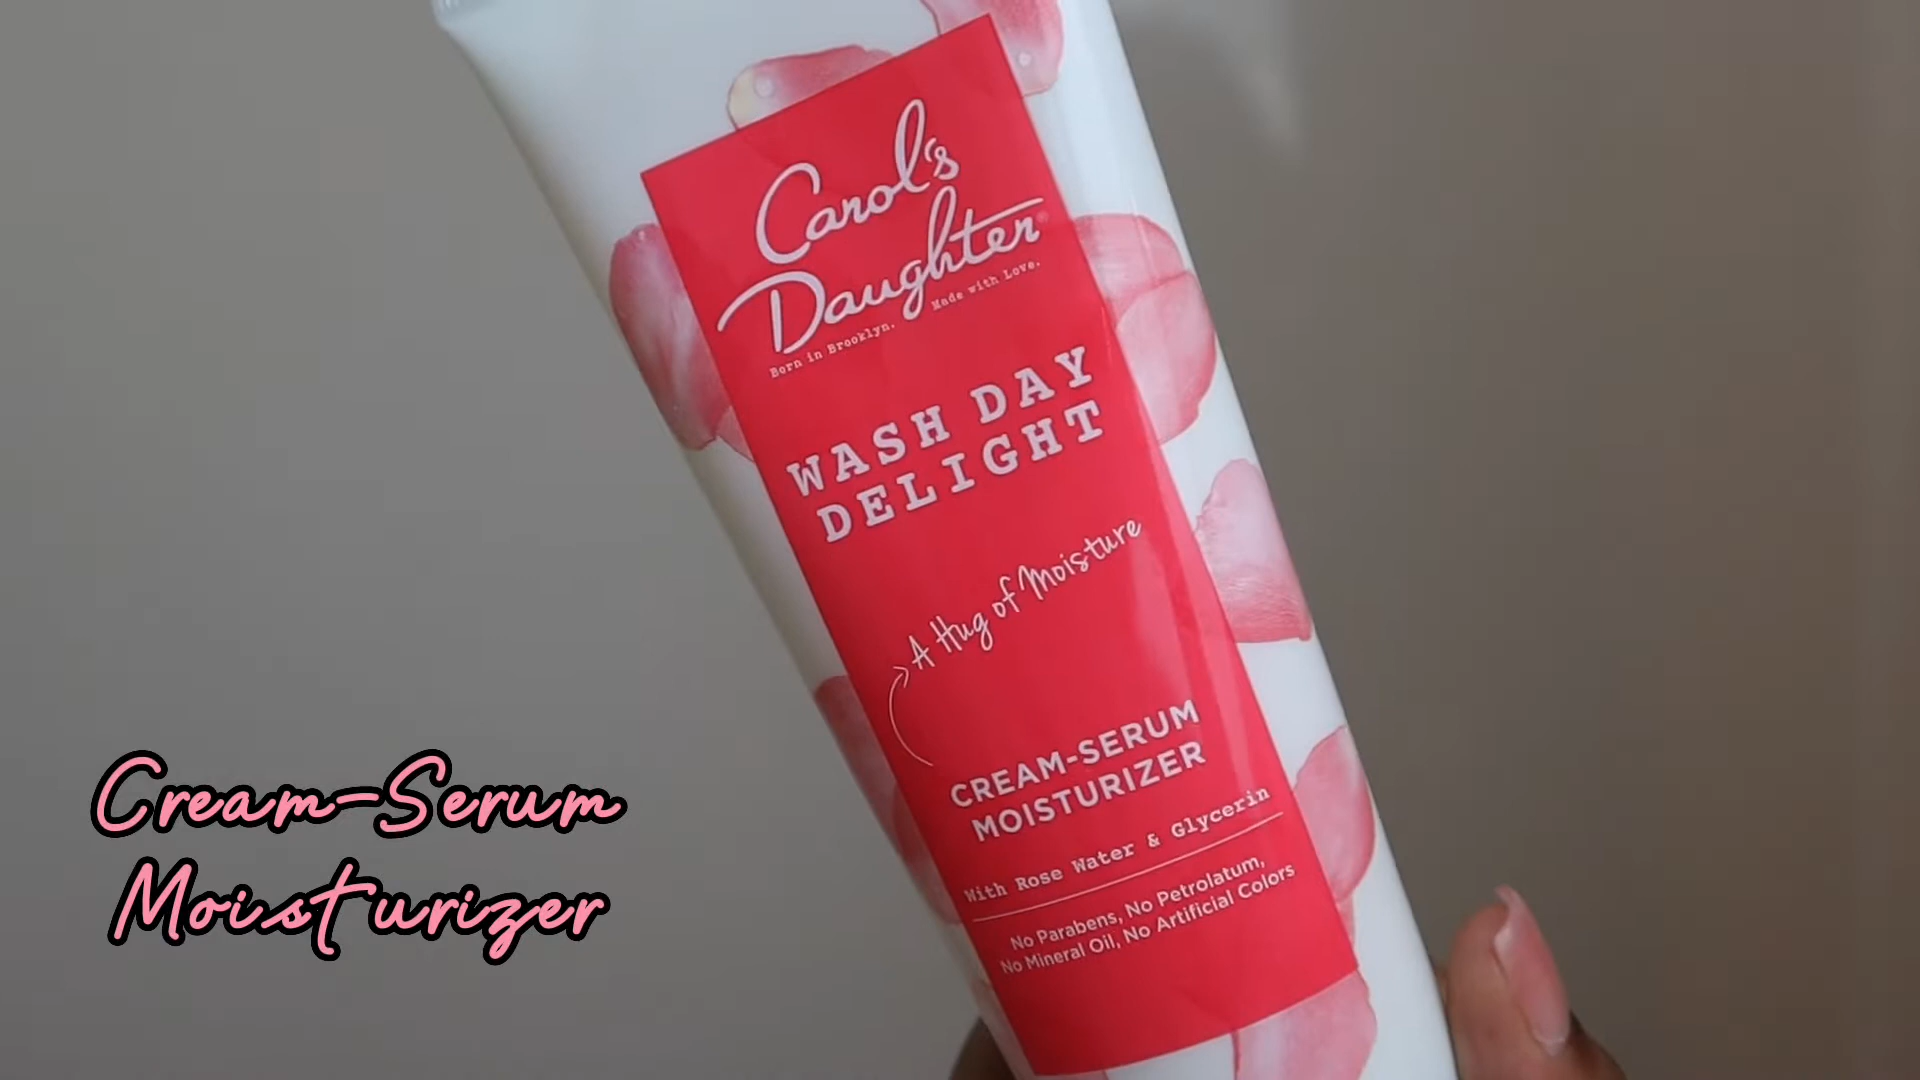 Carol's
Daughter
Born in Brooklyn. Made with Love.
WASH DAY
DELIGHT
A Hug of Moisture
CREAM-SERUM
MOISTURIZER
With Rose Water & Glycerin
No Parabens, No Petrolatum,
No Mineral Oil, No Artificial Colors
Cream-Serum
Moisturizer